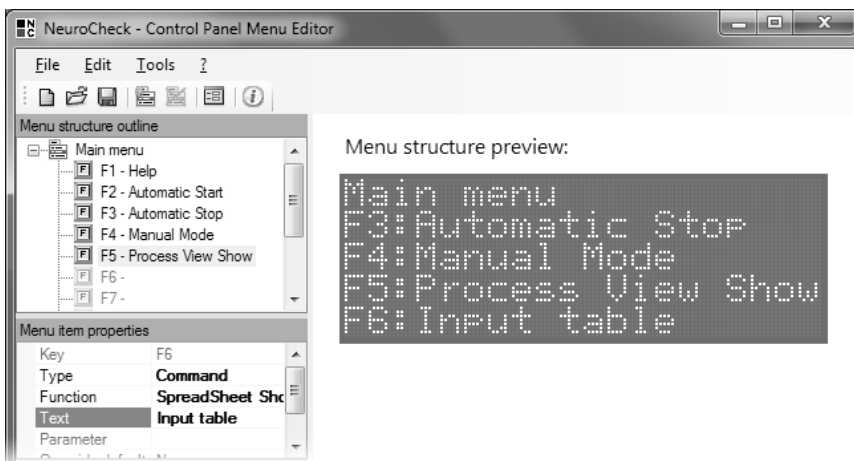 NeuroCheck - Control Panel Menu Editor
File Edit Tools ?
Menu structure outline
Main menu
F1 - Help
F2 - Automatic Start
F3 - Automatic Stop
F4 - Manual Mode
F5 - Process View Show
F6 -
F7 -
Menu item properties
Key F6
Type Command
Function SpreadSheet Sho
Text Input table
Parameter
Menu structure preview:
Main menu
F3:Automatic Stop
F4:Manual Mode
F5:Process View Show
F6:Input table